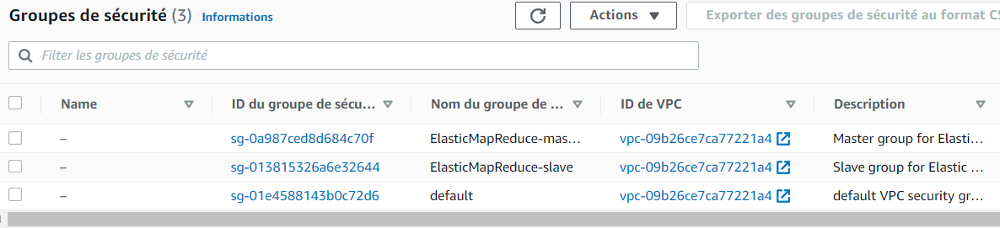 Groupes de sécurité (3) Informations Actions Exporter des groupes de sécurité au format CS
Filter les groupes de sécurité
Name ID du groupe de sécu... Nom du groupe de ... ID de VPC Description
– sg-0a987ced8d684c70f ElasticMapReduce-mas... vpc-09b26ce7ca77221a4 Master group for Elasti...
– sg-013815326a6e32644 ElasticMapReduce-slave vpc-09b26ce7ca77221a4 Slave group for Elastic ...
– sg-01e4588143b0c72d6 default vpc-09b26ce7ca77221a4 default VPC security gr...